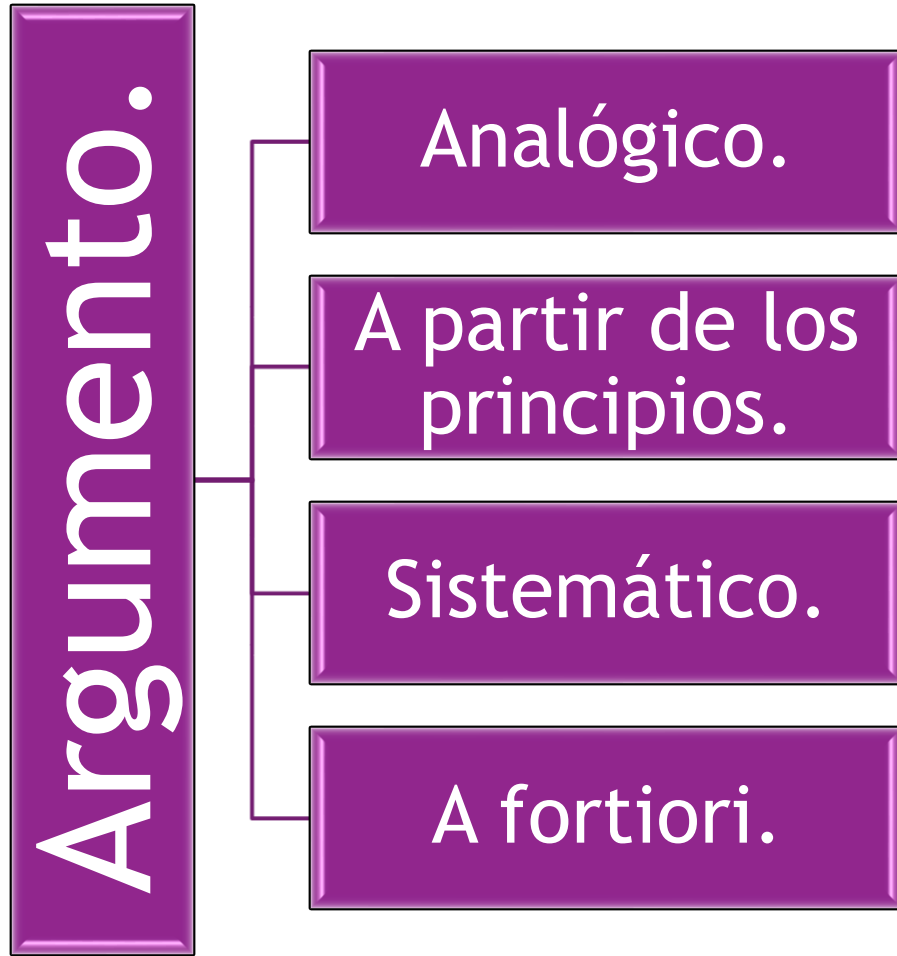 Argumento.
Analógico.
A partir de los
principios.
Sistemático.
A fortiori.